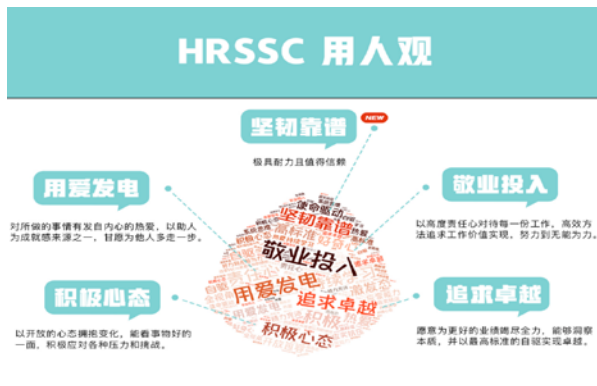 HRSSC 用人观
坚韧靠谱
NEW
极具耐力且值得信赖
用爱发电
对所做的事情有发自内心的热爱，以助人
为成就感来源之一，甘愿为他人多走一步。
敬业投入
以高度责任心对待每一份工作，高效方
法追求工作价值实现、努力到无能为力。
积极心态
以开放的心态拥抱变化，能看事物好的
一面，积极应对各种压力和挑战。
追求卓越
愿意为更好的业绩竭尽全力，能够洞察
本质，并以最高标准的自驱实现卓越。
使命驱动
坚韧靠谱
高标准
敬业投入
用爱发电
追求卓越
积极心态